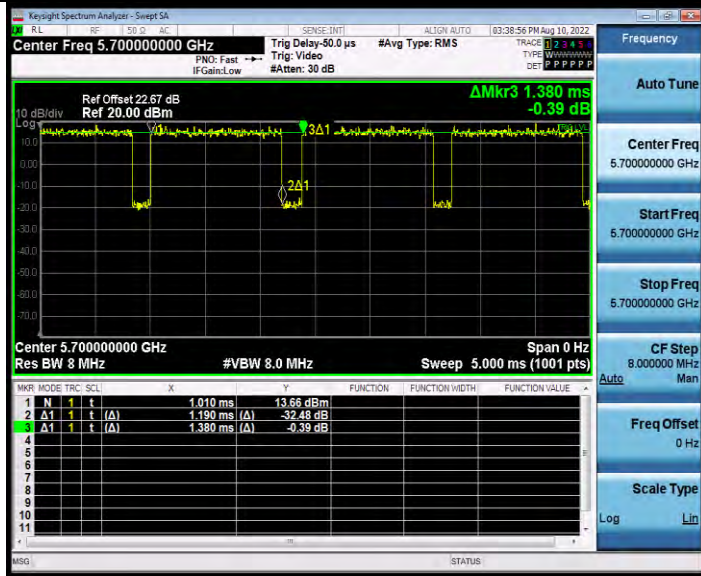 Keysight Spectrum Analyzer - Swept SA
RL RF 50 Ω AC SENSE:INT ALIGN AUTO 03:38:56 PM Aug 10, 2022
Center Freq 5.700000000 GHz
PNO: Fast
IFGain:Low
Trig Delay-50.0 µs
Trig: Video
#Atten: 30 dB
#Avg Type: RMS
TRACE 1 2 3 4 5 6
TYPE WWWWWW
DET P P P P P P
Frequency
Auto Tune
Center Freq
5.700000000 GHz
Start Freq
5.700000000 GHz
Stop Freq
5.700000000 GHz
CF Step
8.000000 MHz
Auto Man
Freq Offset
0 Hz
Scale Type
Log Lin
ΔMkr3 1.380 ms
-0.39 dB
Ref Offset 22.67 dB
10 dB/div Ref 20.00 dBm
Log
3Δ1
10.0
0.00
2Δ1
-10.0
-20.0
-30.0
-40.0
-50.0
-60.0
-70.0
Center 5.700000000 GHz Span 0 Hz
Res BW 8 MHz #VBW 8.0 MHz Sweep 5.000 ms (1001 pts)
MKR MODE TRC SCL X Y FUNCTION FUNCTION WIDTH FUNCTION VALUE
1 N 1 t 1.010 ms 13.66 dBm
2 Δ1 1 t (Δ) 1.190 ms (Δ) -32.48 dB
3 Δ1 1 t (Δ) 1.380 ms (Δ) -0.39 dB
4
5
6
7
8
9
10
11
MSG STATUS